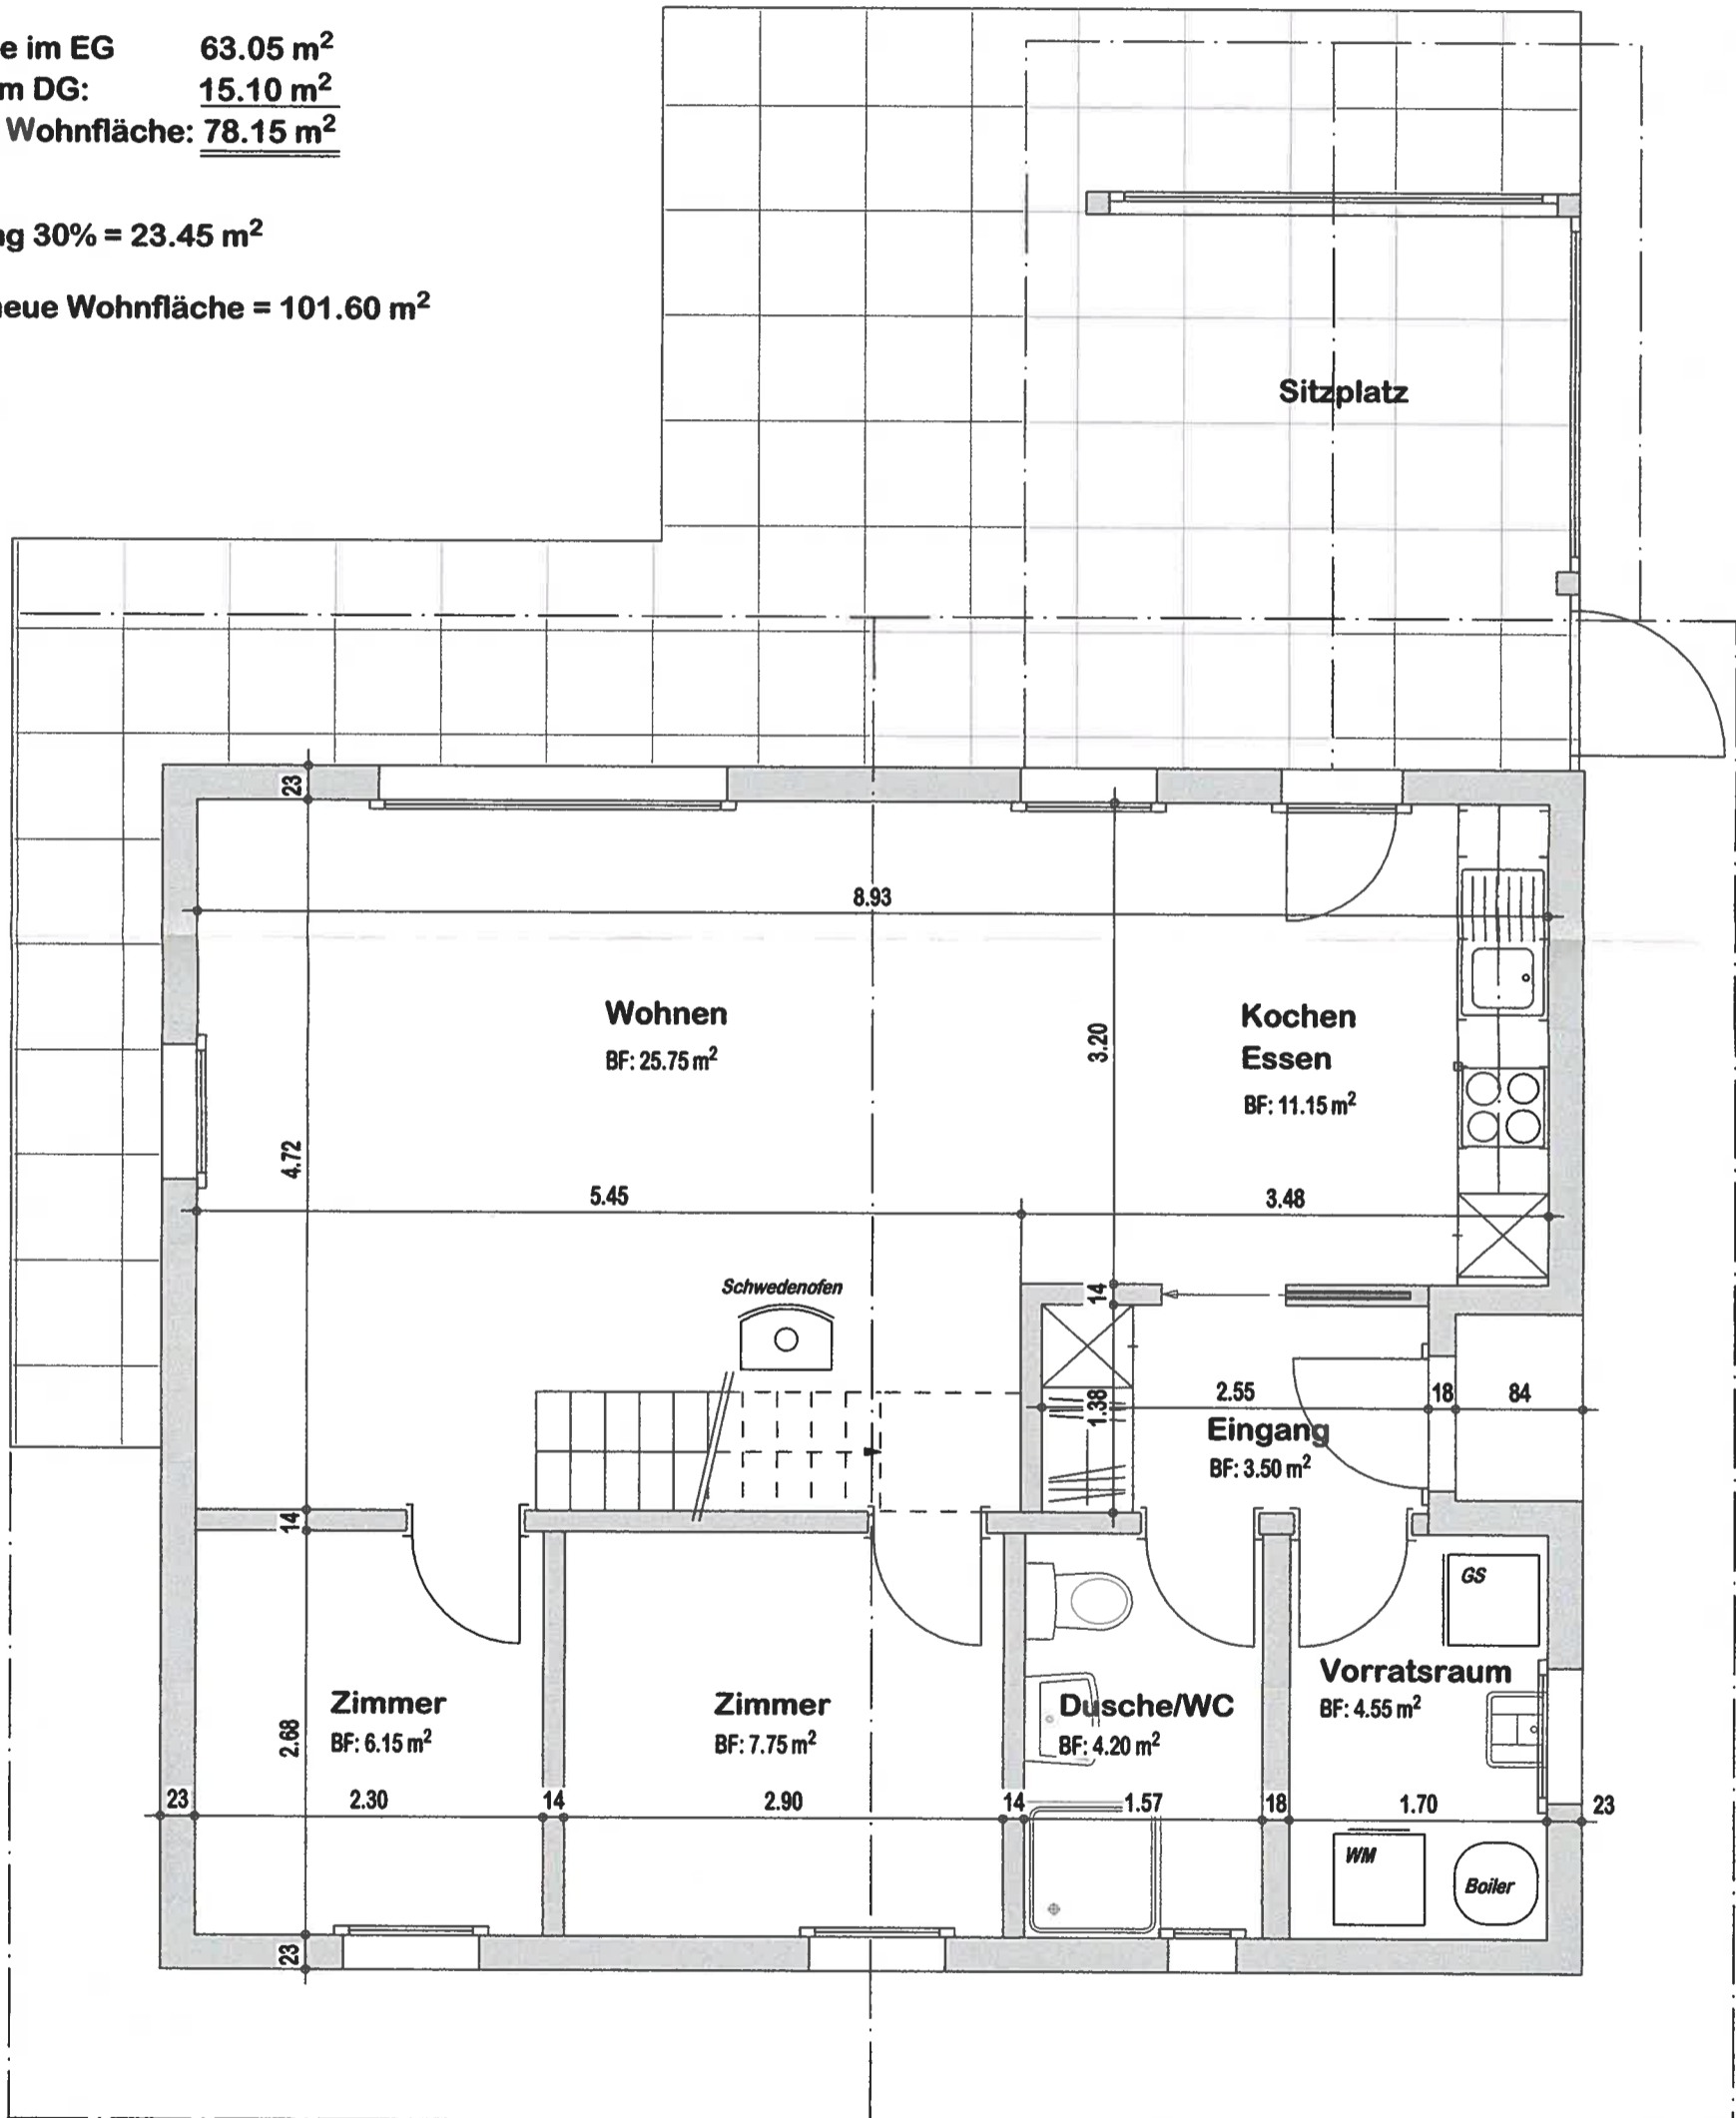 e im EG 63.05 m²
m DG: 15.10 m²
Wohnfläche: 78.15 m²
ng 30% = 23.45 m²
neue Wohnfläche = 101.60 m²
Sitzplatz
23
8.93
Wohnen
BF: 25.75 m²
3.20
Kochen
Essen
BF: 11.15 m²
4.72
5.45
3.48
Schwedenofen
14
1.38
2.55
18
84
Eingang
BF: 3.50 m²
14
GS
Zimmer
BF: 6.15 m²
Zimmer
BF: 7.75 m²
Dusche/WC
BF: 4.20 m²
Vorratsraum
BF: 4.55 m²
2.68
23
2.30
14
2.90
14
1.57
18
1.70
23
WM
Boiler
23